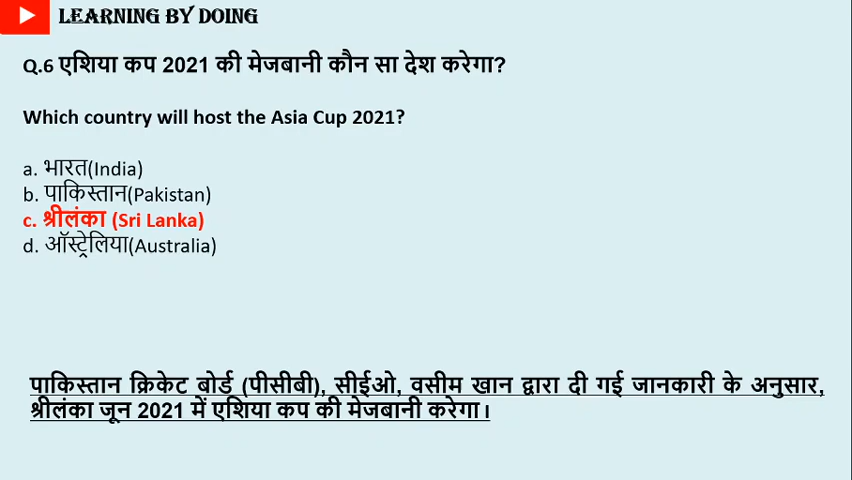 LEARNING BY DOING
Q.6 एशिया कप 2021 की मेजबानी कौन सा देश करेगा?
Which country will host the Asia Cup 2021?
a. भारत(India)
b. पाकिस्तान(Pakistan)
c. श्रीलंका (Sri Lanka)
d. ऑस्ट्रेलिया(Australia)
पाकिस्तान क्रिकेट बोर्ड (पीसीबी), सीईओ, वसीम खान द्वारा दी गई जानकारी के अनुसार,
श्रीलंका जून 2021 में एशिया कप की मेजबानी करेगा।